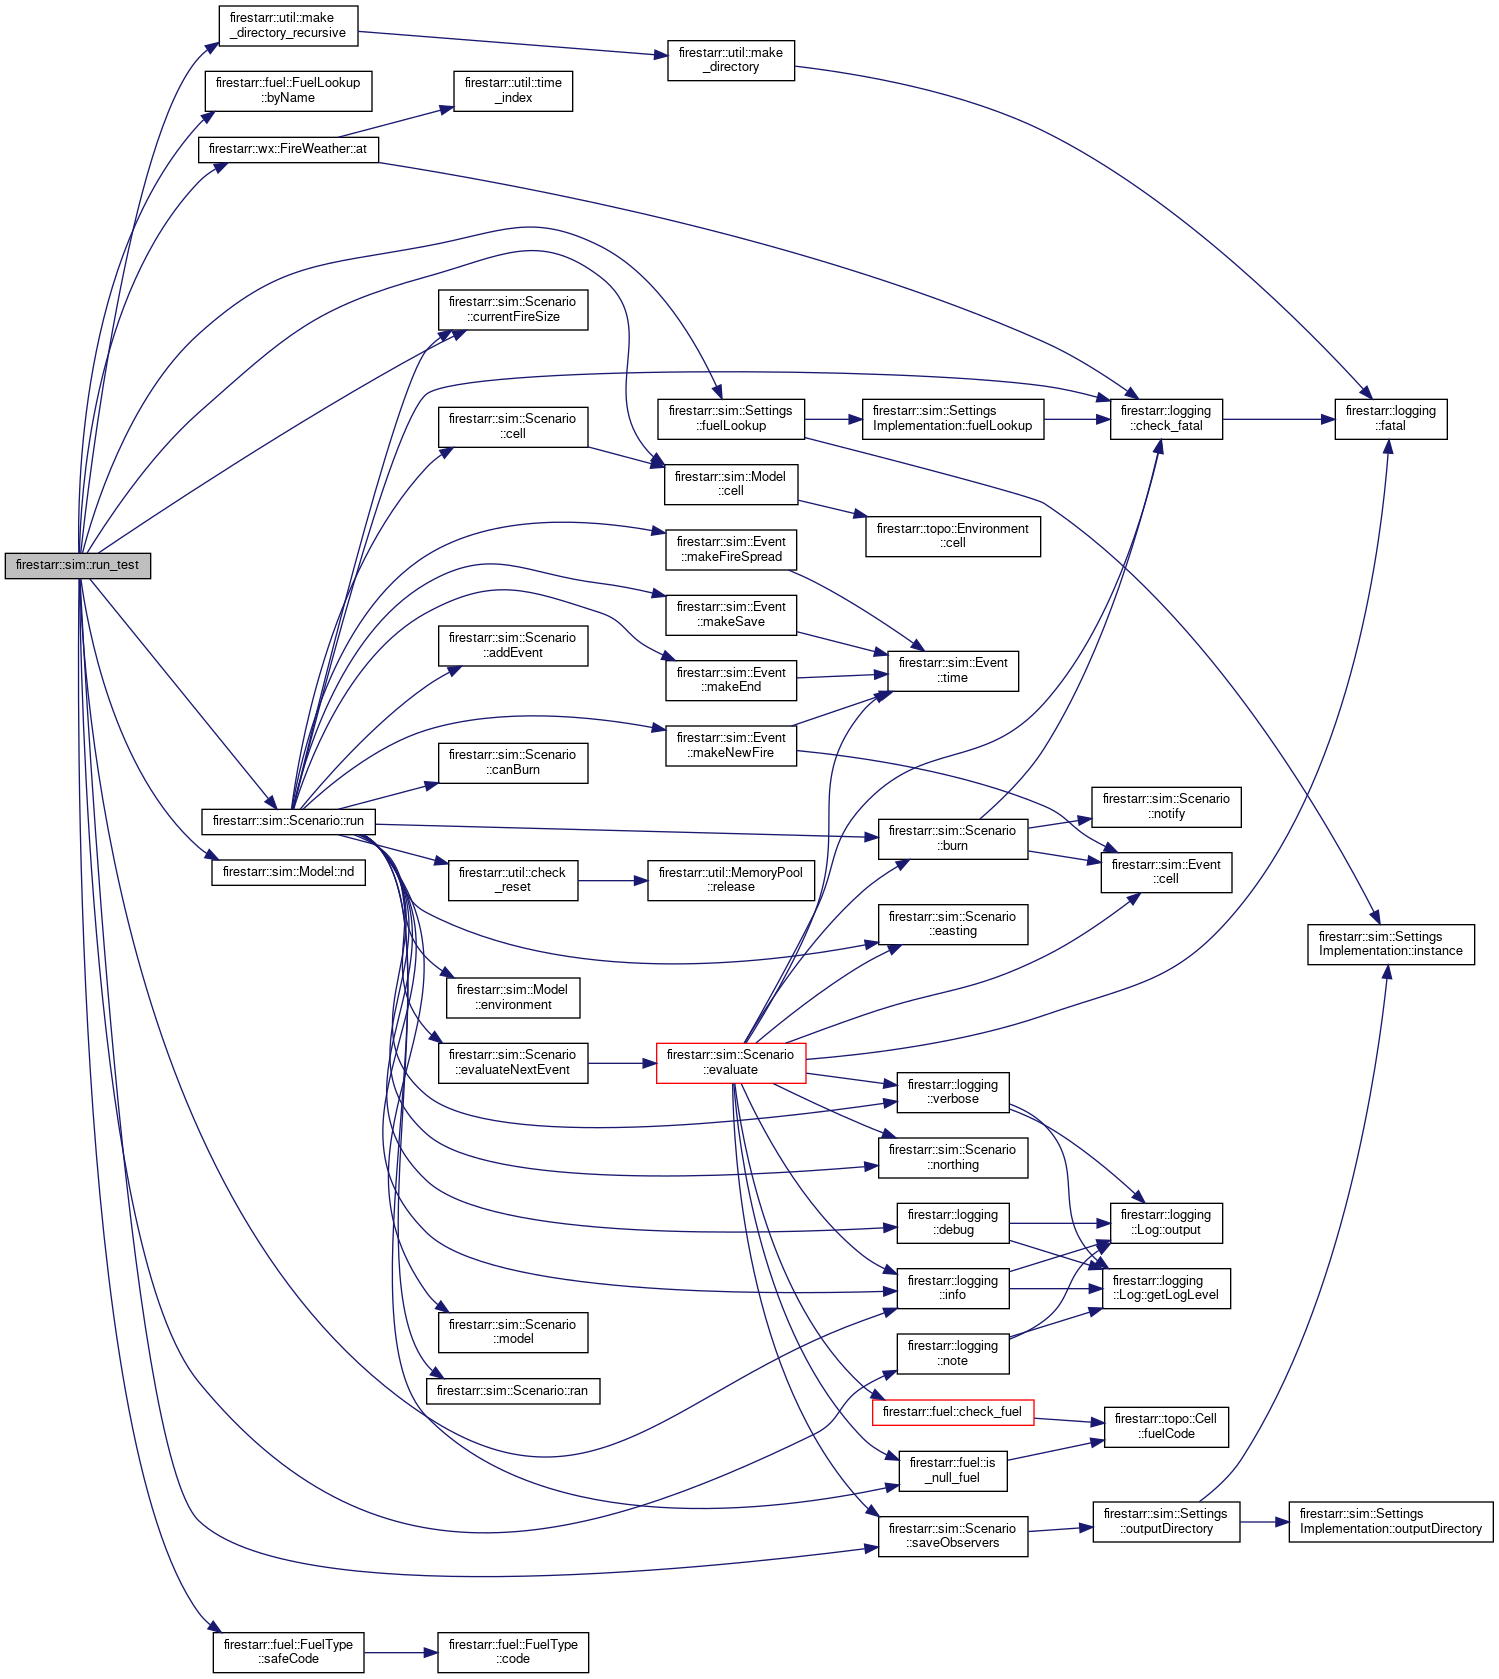 firestarr::util::make
_directory_recursive
firestarr::util::make
_directory
firestarr::fuel::FuelLookup
::byName
firestarr::util::time
_index
firestarr::wx::FireWeather::at
firestarr::sim::Scenario
::currentFireSize
firestarr::sim::Settings
::fuelLookup
firestarr::sim::Settings
Implementation::fuelLookup
firestarr::logging
::check_fatal
firestarr::logging
::fatal
firestarr::sim::Scenario
::cell
firestarr::sim::Model
::cell
firestarr::topo::Environment
::cell
firestarr::sim::Event
::makeFireSpread
firestarr::sim::run_test
firestarr::sim::Event
::makeSave
firestarr::sim::Scenario
::addEvent
firestarr::sim::Event
::makeEnd
firestarr::sim::Event
::time
firestarr::sim::Event
::makeNewFire
firestarr::sim::Scenario
::canBurn
firestarr::sim::Scenario::run
firestarr::sim::Scenario
::burn
firestarr::sim::Scenario
::notify
firestarr::sim::Model::nd
firestarr::util::check
_reset
firestarr::util::MemoryPool
::release
firestarr::sim::Event
::cell
firestarr::sim::Scenario
::easting
firestarr::sim::Settings
Implementation::instance
firestarr::sim::Model
::environment
firestarr::sim::Scenario
::evaluateNextEvent
firestarr::sim::Scenario
::evaluate
firestarr::logging
::verbose
firestarr::sim::Scenario
::northing
firestarr::logging
::debug
firestarr::logging
::Log::output
firestarr::logging
::info
firestarr::logging
::Log::getLogLevel
firestarr::sim::Scenario
::model
firestarr::logging
::note
firestarr::sim::Scenario::ran
firestarr::fuel::check_fuel
firestarr::topo::Cell
::fuelCode
firestarr::fuel::is
_null_fuel
firestarr::sim::Scenario
::saveObservers
firestarr::sim::Settings
::outputDirectory
firestarr::sim::Settings
Implementation::outputDirectory
firestarr::fuel::FuelType
::safeCode
firestarr::fuel::FuelType
::code